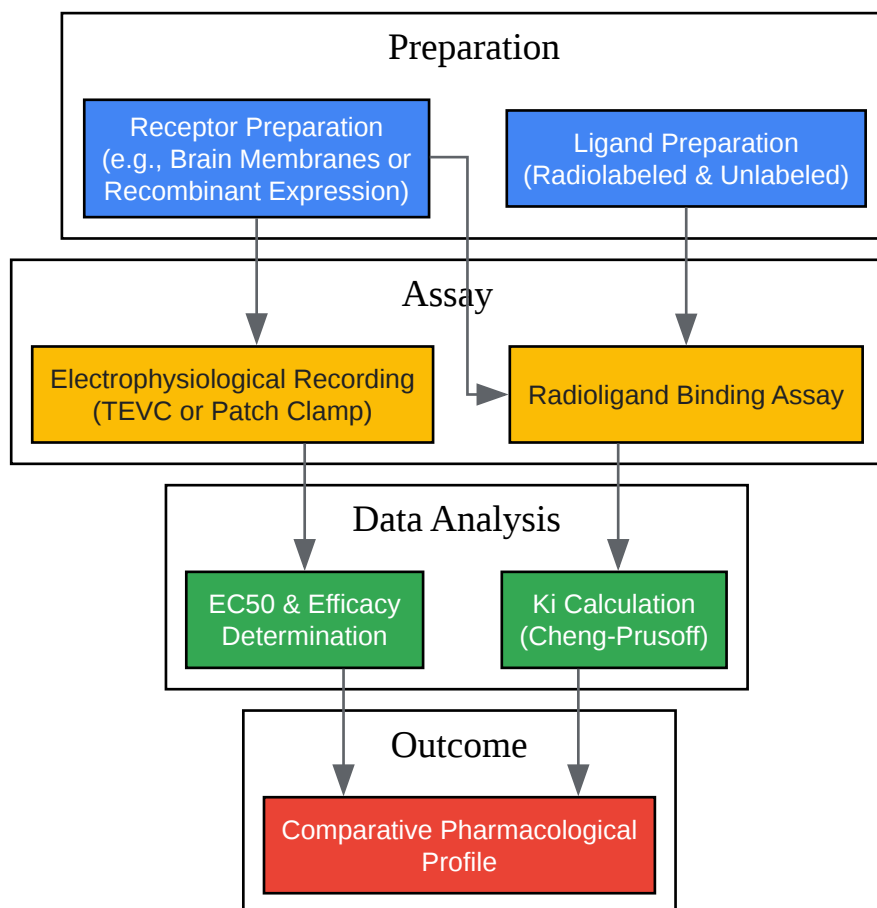 Preparation
Receptor Preparation
(e.g., Brain Membranes or
Recombinant Expression)
Ligand Preparation
(Radiolabeled & Unlabeled)
Assay
Electrophysiological Recording
(TEVC or Patch Clamp)
Radioligand Binding Assay
Data Analysis
EC50 & Efficacy
Determination
Ki Calculation
(Cheng-Prusoff)
Outcome
Comparative Pharmacological
Profile